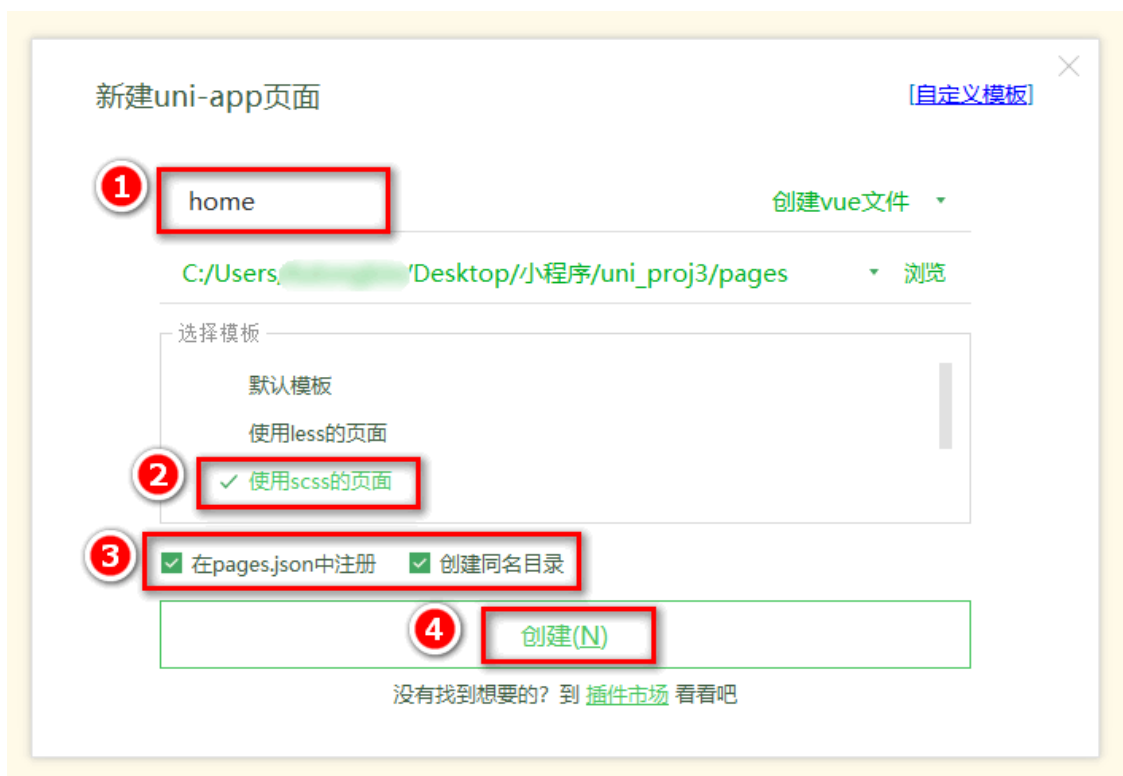 新建uni-app页面 [自定义模板]
1 home 创建vue文件
C:/Users/ /Desktop/小程序/uni_proj3/pages 浏览
选择模板
默认模板
使用less的页面
2 使用scss的页面
3 在pages.json中注册 创建同名目录
4 创建(N)
没有找到想要的？到 插件市场 看看吧